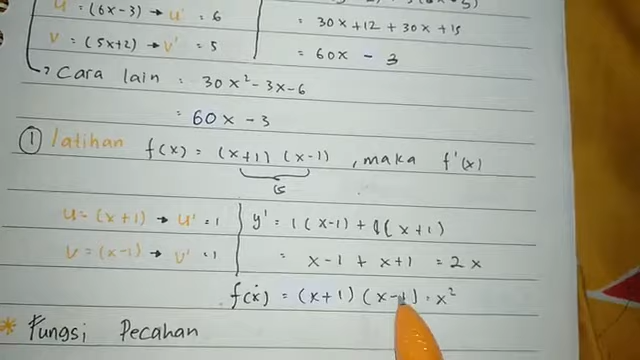 u = (6x-3) → u' = 6
= 30x+12 + 30x+15
v = (5x+2) → v' = 5
= 60x - 3
→ Cara lain = 30x² - 3x - 6
= 60x - 3
① latihan f(x) = (x+1) (x-1) , maka f'(x)
u = (x+1) → u' = 1
y' = 1(x-1) + 1(x+1)
v = (x-1) → v' = 1
= x-1 + x+1 = 2x
f(x) = (x+1) (x-1) = x²
* Fungsi Pecahan